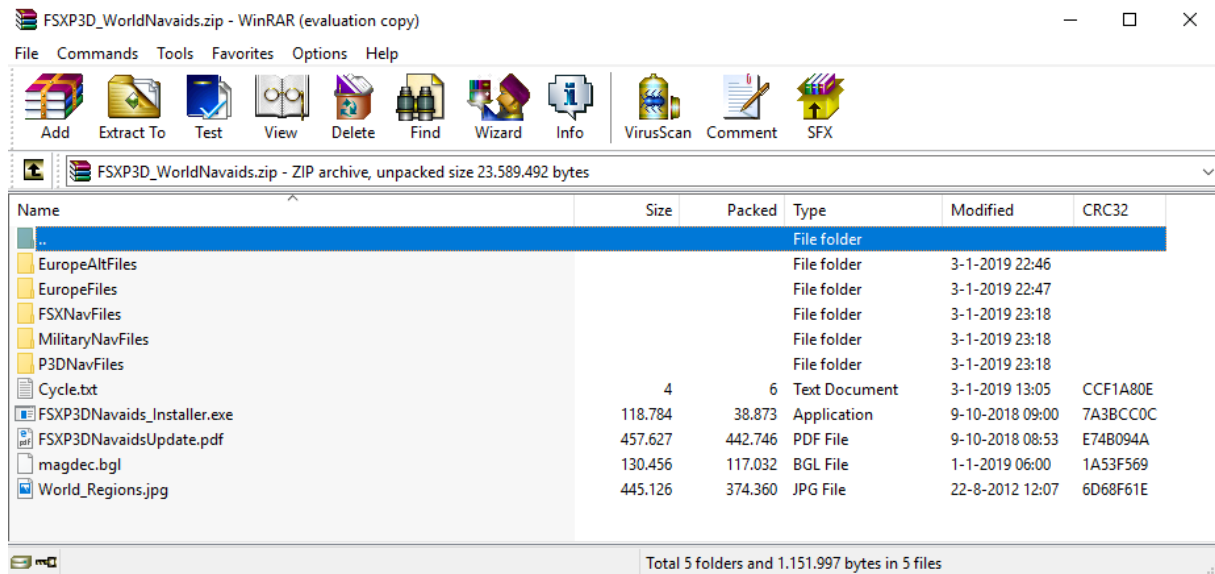 FSXP3D_WorldNavaids.zip - WinRAR (evaluation copy)
File Commands Tools Favorites Options Help
Add Extract To Test View Delete Find Wizard Info VirusScan Comment SFX
FSXP3D_WorldNavaids.zip - ZIP archive, unpacked size 23.589.492 bytes
Name Size Packed Type Modified CRC32
.. File folder
EuropeAltFiles File folder 3-1-2019 22:46
EuropeFiles File folder 3-1-2019 22:47
FSXNavFiles File folder 3-1-2019 23:18
MilitaryNavFiles File folder 3-1-2019 23:18
P3DNavFiles File folder 3-1-2019 23:18
Cycle.txt 4 6 Text Document 3-1-2019 13:05 CCF1A80E
FSXP3DNavaids_Installer.exe 118.784 38.873 Application 9-10-2018 09:00 7A3BCC0C
FSXP3DNavaidsUpdate.pdf 457.627 442.746 PDF File 9-10-2018 08:53 E74B094A
magdec.bgl 130.456 117.032 BGL File 1-1-2019 06:00 1A53F569
World_Regions.jpg 445.126 374.360 JPG File 22-8-2012 12:07 6D68F61E
Total 5 folders and 1.151.997 bytes in 5 files